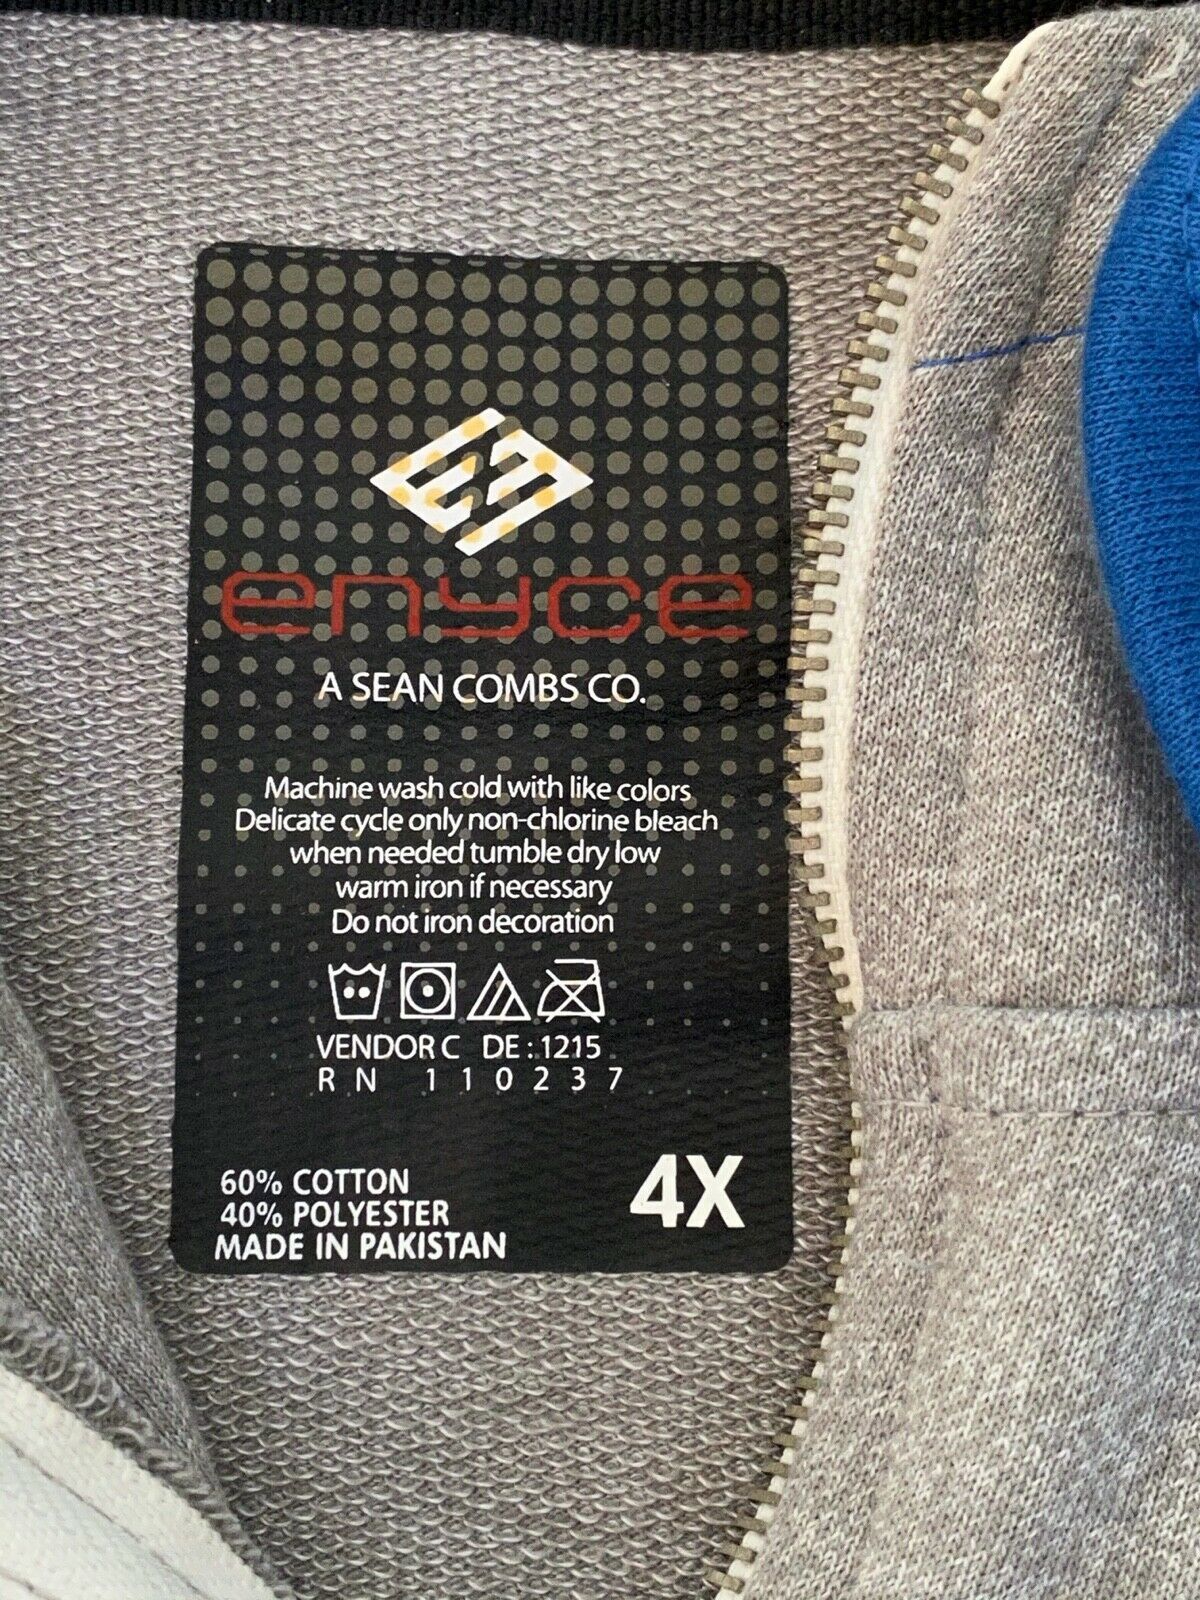 enyce
A SEAN COMBS CO.
Machine wash cold with like colors
Delicate cycle only non-chlorine bleach
when needed tumble dry low
warm iron if necessary
Do not iron decoration
VENDOR C DE : 1215
RN 110237
60% COTTON
40% POLYESTER
MADE IN PAKISTAN
4X